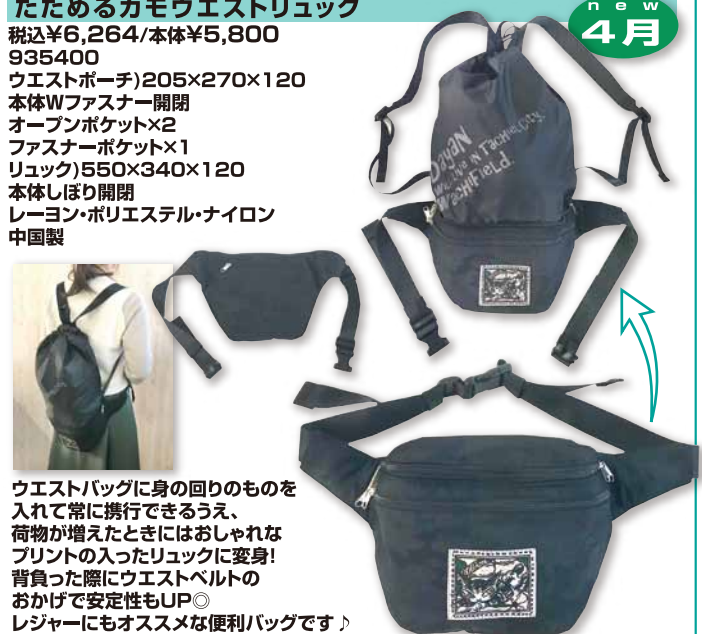 たためるカモウエストリュック
new
4月
税込¥6,264/本体¥5,800
935400
ウエストポーチ)205×270×120
本体Wファスナー開閉
オープンポケット×2
ファスナーポケット×1
リュック)550×340×120
本体しぼり開閉
レーヨン・ポリエステル・ナイロン
中国製
Dayan
WACHIFIELD
ウエストバッグに身の回りのものを
入れて常に携行できるうえ、
荷物が増えたときにはおしゃれな
プリントの入ったリュックに変身!
背負った際にウエストベルトの
おかげで安定性もUP◎
レジャーにもオススメな便利バッグです♪